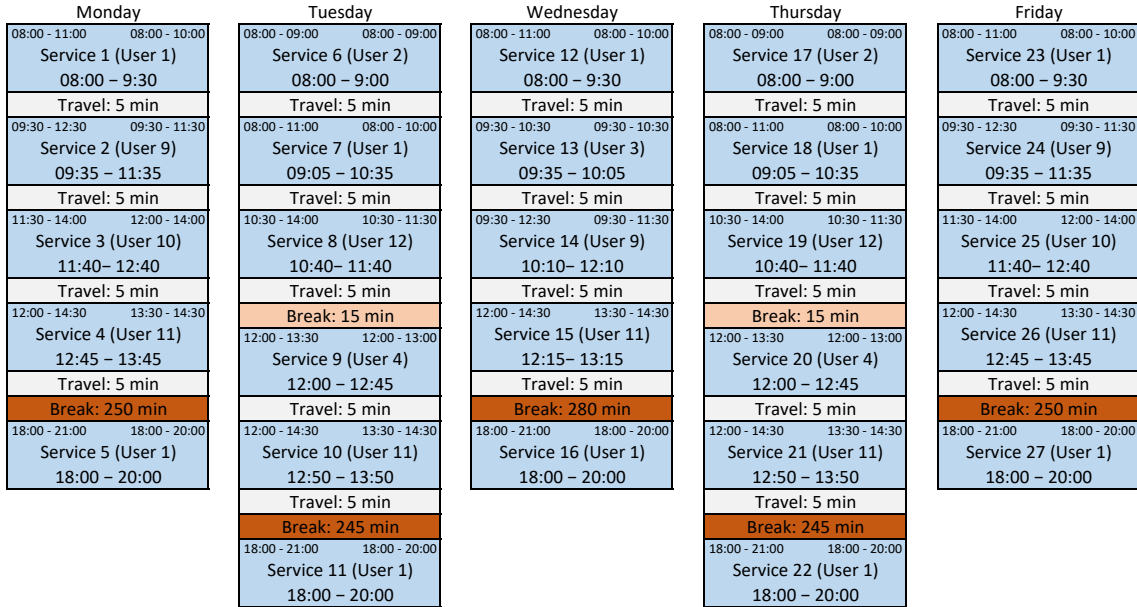 Monday
08:00 - 11:00 08:00 - 10:00
Service 1 (User 1)
08:00 – 9:30
Travel: 5 min
09:30 - 12:30 09:30 - 11:30
Service 2 (User 9)
09:35 – 11:35
Travel: 5 min
11:30 - 14:00 12:00 - 14:00
Service 3 (User 10)
11:40– 12:40
Travel: 5 min
12:00 - 14:30 13:30 - 14:30
Service 4 (User 11)
12:45 – 13:45
Travel: 5 min
Break: 250 min
18:00 - 21:00 18:00 - 20:00
Service 5 (User 1)
18:00 – 20:00
Tuesday
08:00 - 09:00 08:00 - 09:00
Service 6 (User 2)
08:00 – 9:00
Travel: 5 min
08:00 - 11:00 08:00 - 10:00
Service 7 (User 1)
09:05 – 10:35
Travel: 5 min
10:30 - 14:00 10:30 - 11:30
Service 8 (User 12)
10:40– 11:40
Travel: 5 min
Break: 15 min
12:00 - 13:30 12:00 - 13:00
Service 9 (User 4)
12:00 – 12:45
Travel: 5 min
12:00 - 14:30 13:30 - 14:30
Service 10 (User 11)
12:50 – 13:50
Travel: 5 min
Break: 245 min
18:00 - 21:00 18:00 - 20:00
Service 11 (User 1)
18:00 – 20:00
Wednesday
08:00 - 11:00 08:00 - 10:00
Service 12 (User 1)
08:00 – 9:30
Travel: 5 min
09:30 - 10:30 09:30 - 10:30
Service 13 (User 3)
09:35 – 10:05
Travel: 5 min
09:30 - 12:30 09:30 - 11:30
Service 14 (User 9)
10:10– 12:10
Travel: 5 min
12:00 - 14:30 13:30 - 14:30
Service 15 (User 11)
12:15– 13:15
Travel: 5 min
Break: 280 min
18:00 - 21:00 18:00 - 20:00
Service 16 (User 1)
18:00 – 20:00
Thursday
08:00 - 09:00 08:00 - 09:00
Service 17 (User 2)
08:00 – 9:00
Travel: 5 min
08:00 - 11:00 08:00 - 10:00
Service 18 (User 1)
09:05 – 10:35
Travel: 5 min
10:30 - 14:00 10:30 - 11:30
Service 19 (User 12)
10:40– 11:40
Travel: 5 min
Break: 15 min
12:00 - 13:30 12:00 - 13:00
Service 20 (User 4)
12:00 – 12:45
Travel: 5 min
12:00 - 14:30 13:30 - 14:30
Service 21 (User 11)
12:50 – 13:50
Travel: 5 min
Break: 245 min
18:00 - 21:00 18:00 - 20:00
Service 22 (User 1)
18:00 – 20:00
Friday
08:00 - 11:00 08:00 - 10:00
Service 23 (User 1)
08:00 – 9:30
Travel: 5 min
09:30 - 12:30 09:30 - 11:30
Service 24 (User 9)
09:35 – 11:35
Travel: 5 min
11:30 - 14:00 12:00 - 14:00
Service 25 (User 10)
11:40– 12:40
Travel: 5 min
12:00 - 14:30 13:30 - 14:30
Service 26 (User 11)
12:45 – 13:45
Travel: 5 min
Break: 250 min
18:00 - 21:00 18:00 - 20:00
Service 27 (User 1)
18:00 – 20:00